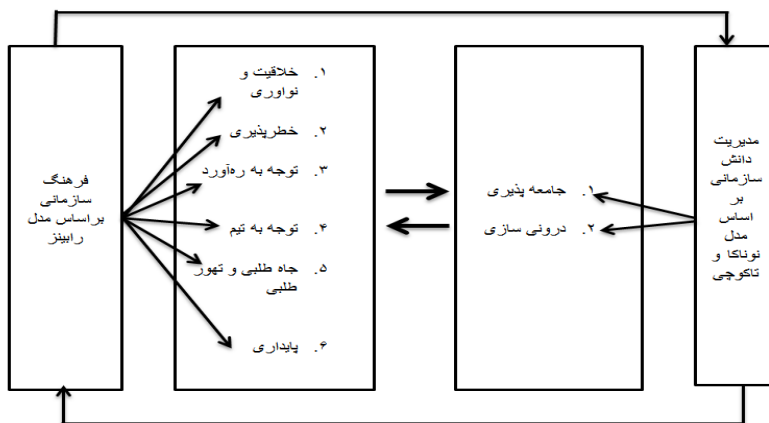 فرهنگ
سازمانی
براساس مدل
رابینز
۱. خلاقیت و
نواوری
۲. خطرپذیری
۳. توجه به ره‌آورد
۴. توجه به تیم
۵. جاه طلبی و تهور
طلبی
۶. پایداری
۱. جامعه پذیری
۲. درونی سازی
مدیریت
دانش
سازمانی
بر
اساس
مدل
نوناکا و
تاکوچی